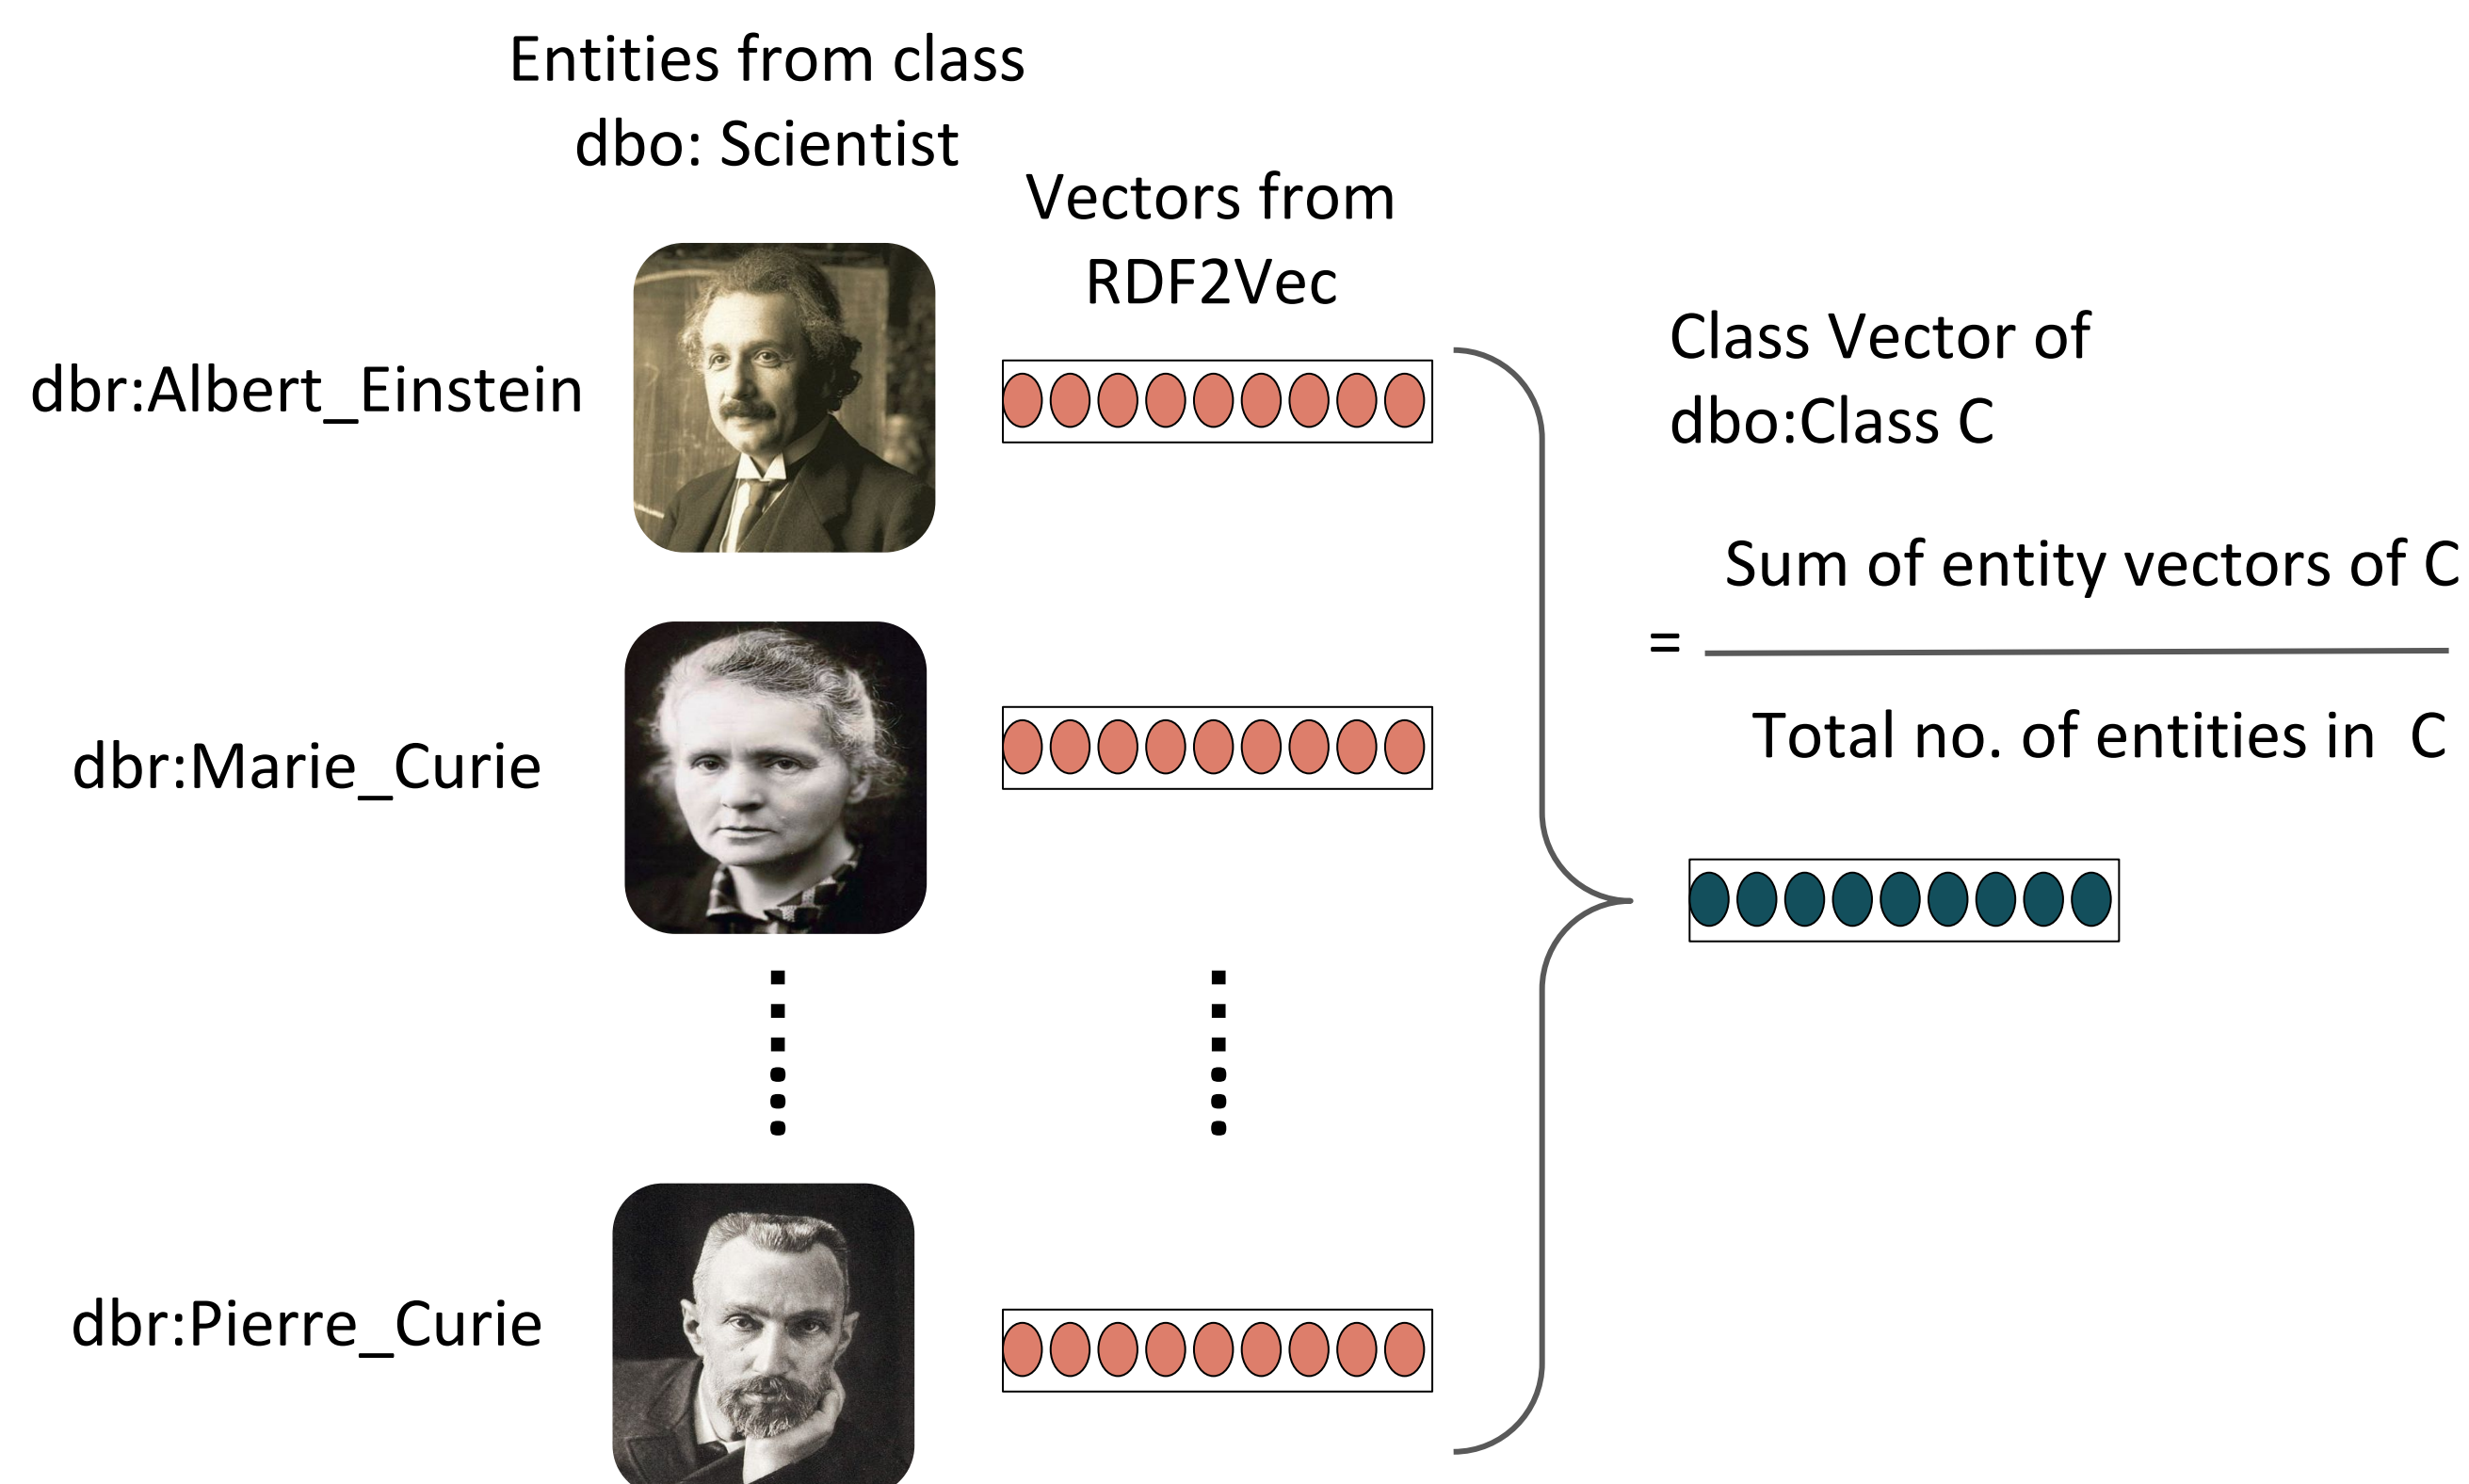 Entities from class
dbo: Scientist
Vectors from
RDF2Vec
dbr:Albert_Einstein
Class Vector of
dbo:Class C
=
Sum of entity vectors of C
Total no. of entities in  C
dbr:Marie_Curie
dbr:Pierre_Curie